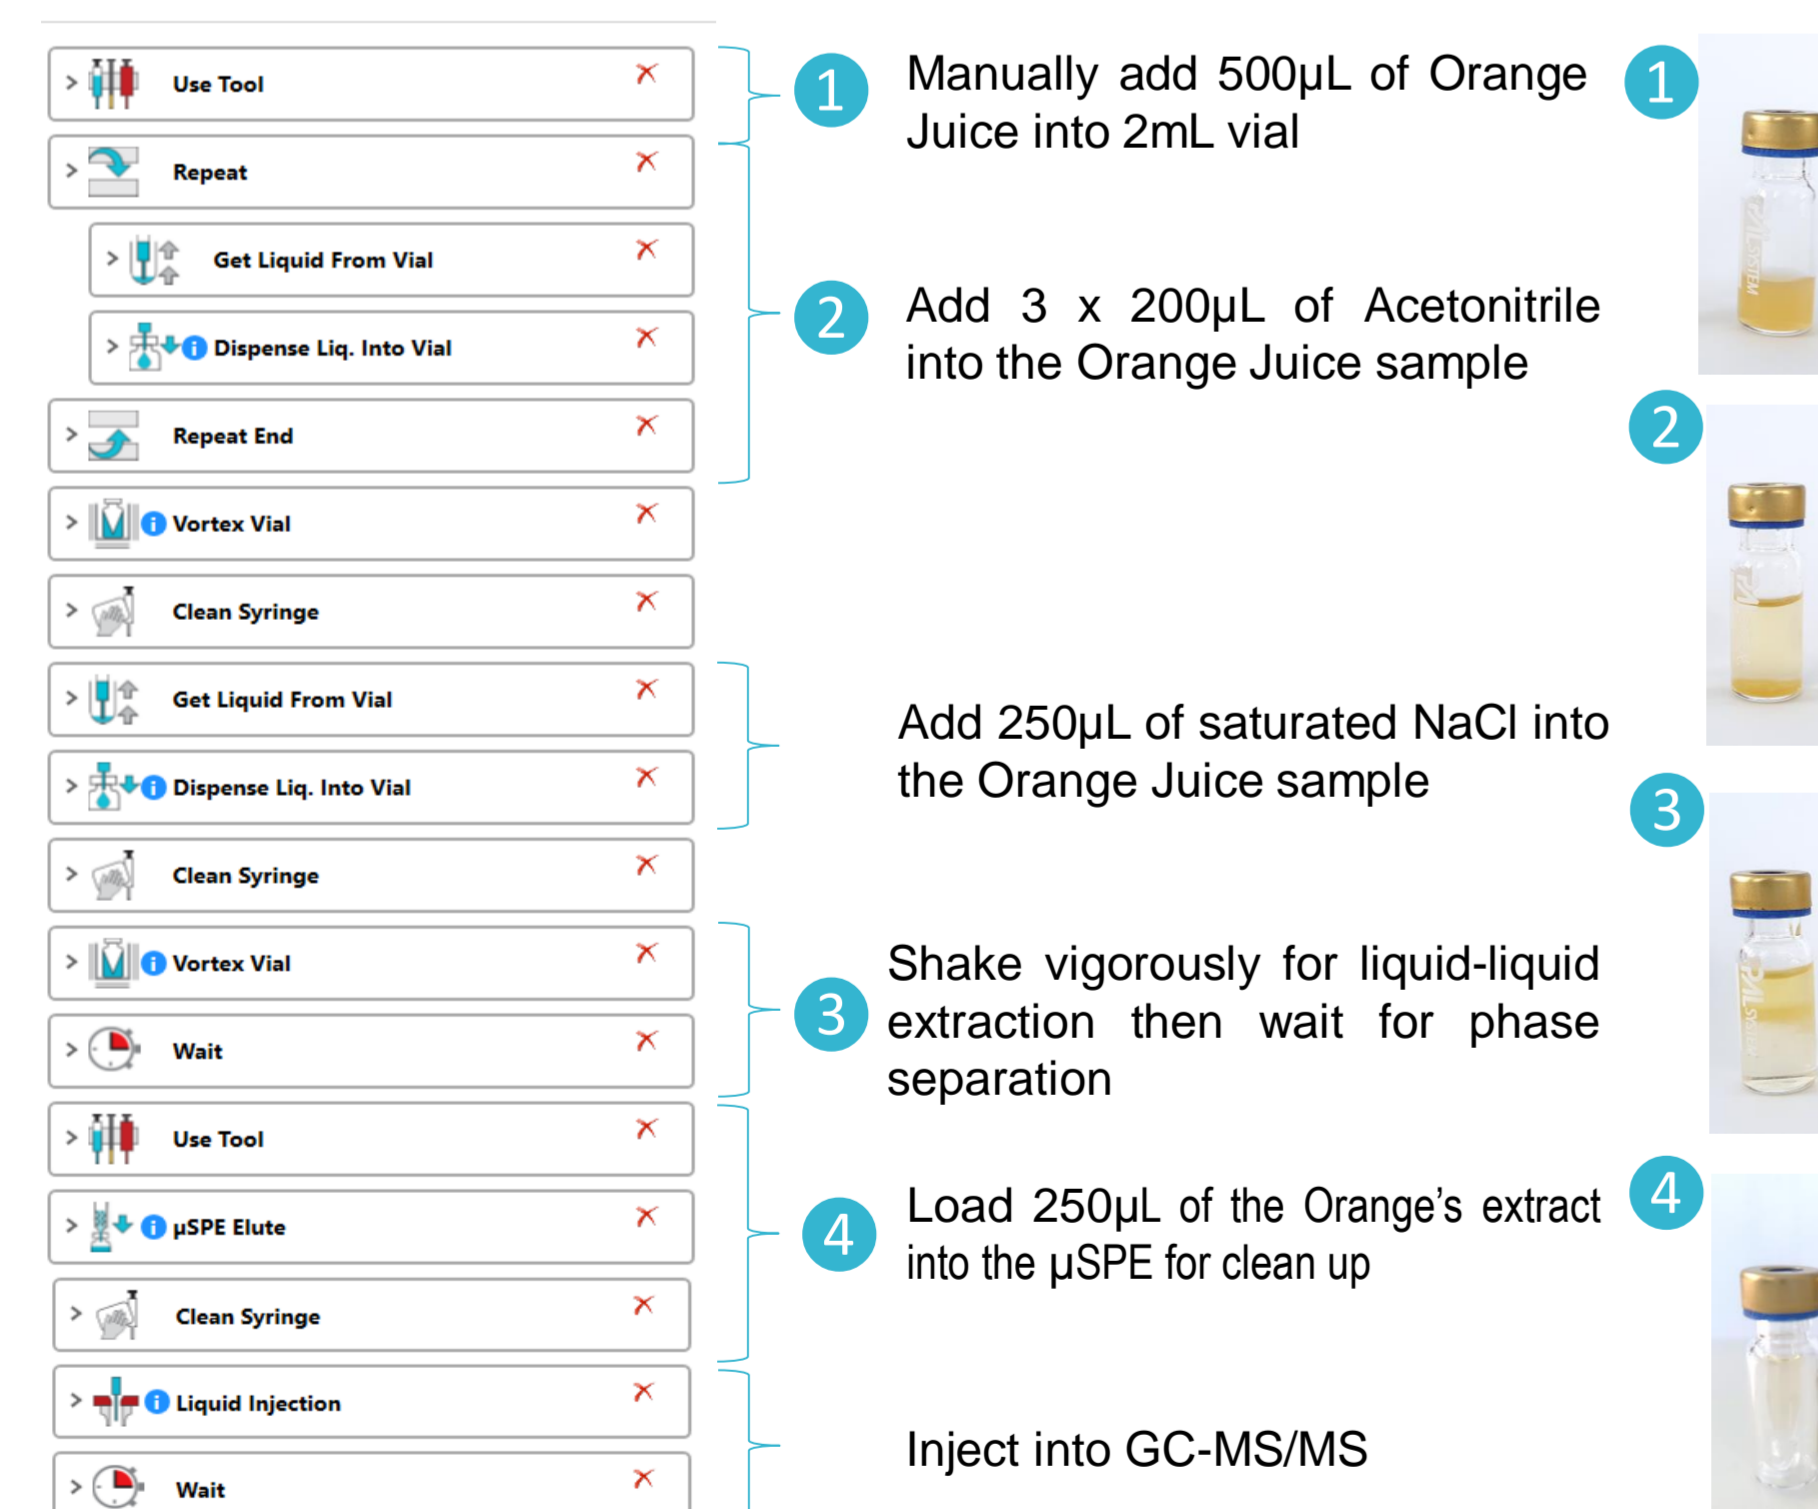 Use Tool
Repeat
Get Liquid From Vial
Dispense Liq. Into Vial
Repeat End
Vortex Vial
Clean Syringe
Get Liquid From Vial
Dispense Liq. Into Vial
Clean Syringe
Vortex Vial
Wait
Use Tool
µSPE Elute
Clean Syringe
Liquid Injection
Wait
1
Manually add 500µL of Orange
Juice into 2mL vial
2
Add 3 x 200µL of Acetonitrile
into the Orange Juice sample
Add 250µL of saturated NaCl into
the Orange Juice sample
3
Shake vigorously for liquid-liquid
extraction then wait for phase
separation
4
Load 250µL of the Orange's extract
into the µSPE for clean up
Inject into GC-MS/MS
1
PAL SYSTEM
2
PA
3
PAL SYSTEM
4